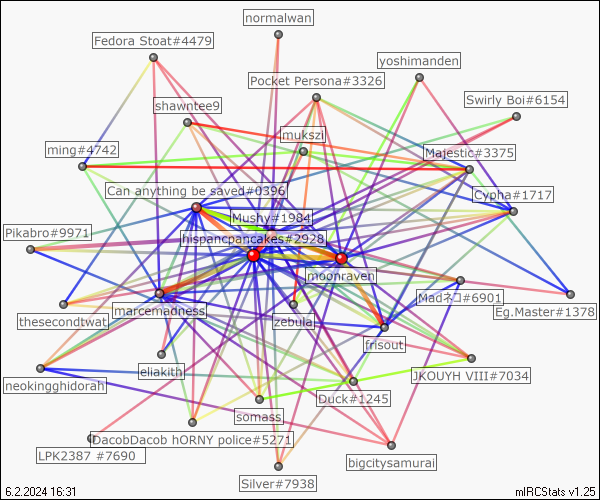 normalwan
Fedora Stoat#4479
yoshimanden
Pocket Persona#3326
Swirly Boi#6154
shawntee9
mukszi
ming#4742
Majestic#3375
Can anything be saved#0396
Cypha#1717
Mushy#1984
Pikabro#9971
hispancpancakes#2928
moonraven
Madネコ#6901
thesecondtwat
marcemadness
zebula
Eg.Master#1378
frisout
eliakith
JKOUYH VIII#7034
neokingghidorah
Duck#1245
somass
DacobDacob hORNY police#5271
LPK2387 #7690
bigcitysamurai
Silver#7938
6.2.2024 16:31
mIRCStats v1.25